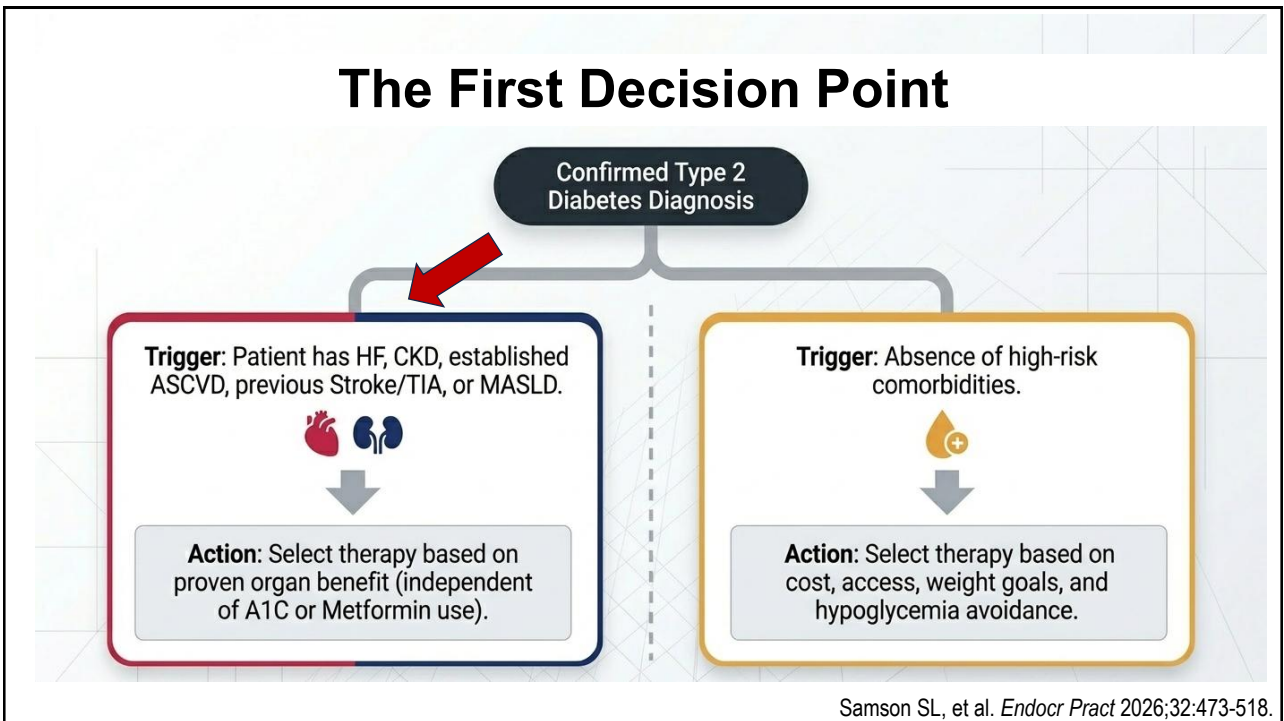 The First Decision Point
Confirmed Type 2
Diabetes Diagnosis
Trigger: Patient has HF, CKD, established
ASCVD, previous Stroke/TIA, or MASLD.
Action: Select therapy based on
proven organ benefit (independent
of A1C or Metformin use).
Trigger: Absence of high-risk
comorbidities.
Action: Select therapy based on
cost, access, weight goals, and
hypoglycemia avoidance.
Samson SL, et al. Endocr Pract 2026;32:473-518.